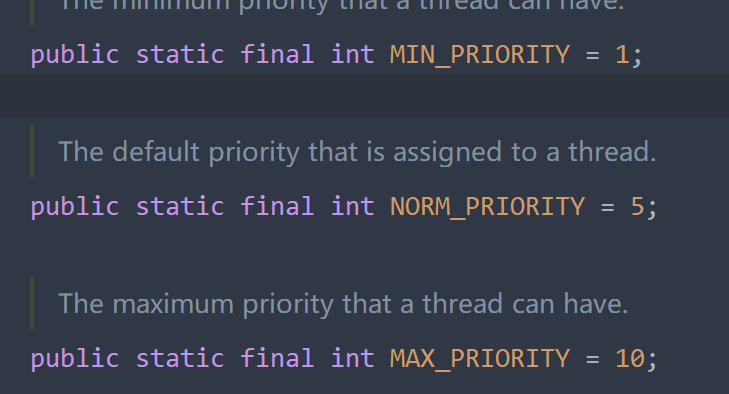 The minimum priority that a thread can have.
public static final int MIN_PRIORITY = 1;
The default priority that is assigned to a thread.
public static final int NORM_PRIORITY = 5;
The maximum priority that a thread can have.
public static final int MAX_PRIORITY = 10;